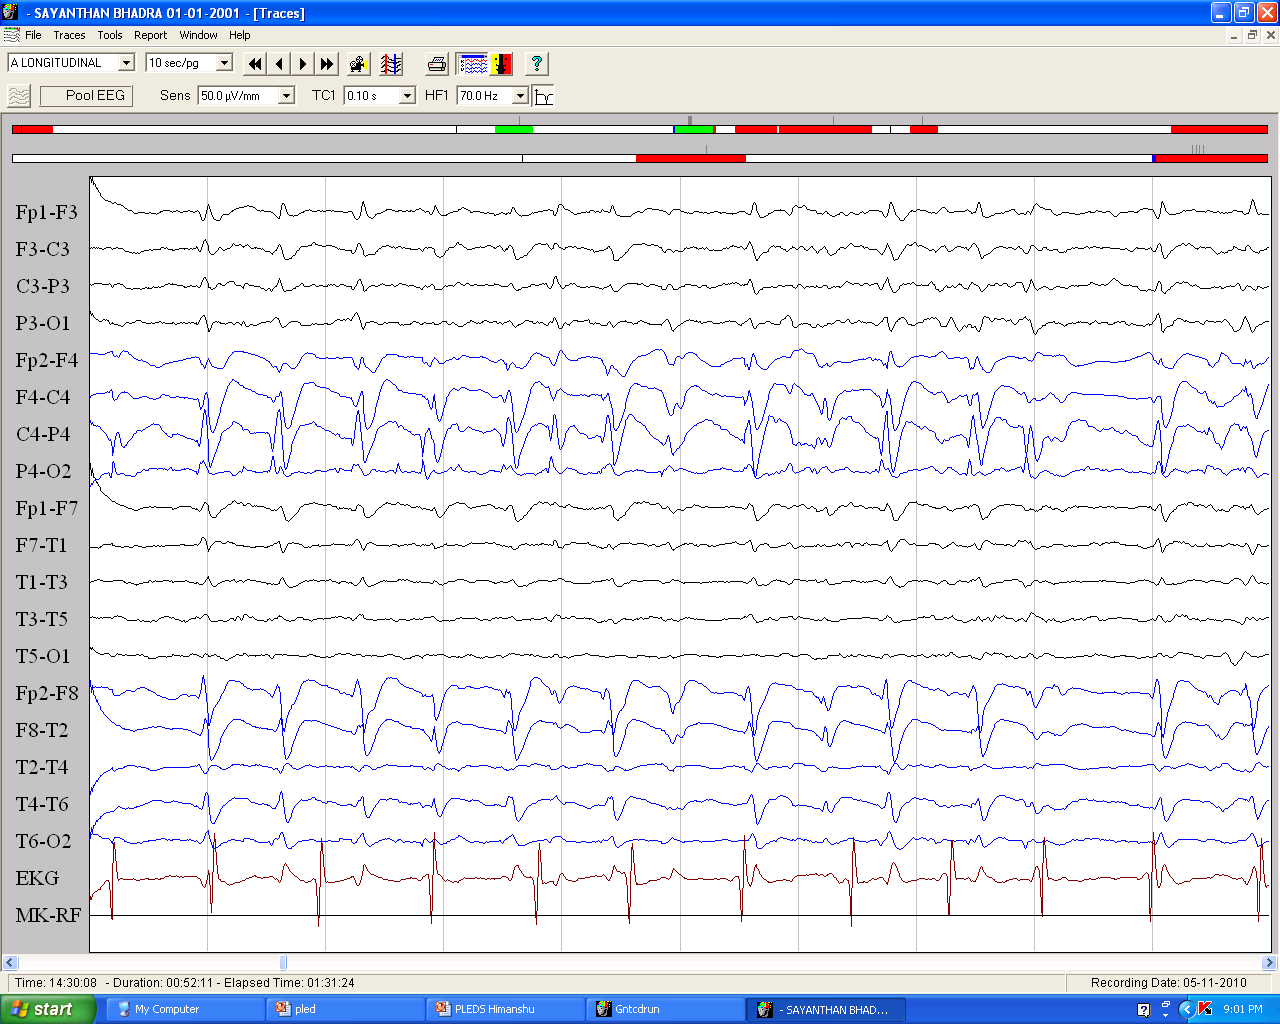 - SAYANTHAN BHADRA 01-01-2001 - [Traces]
File Traces Tools Report Window Help
A LONGITUDINAL 10 sec/pg
Pool EEG Sens 50.0 µV/mm TC1 0.10 s HF1 70.0 Hz
Fp1-F3
F3-C3
C3-P3
P3-O1
Fp2-F4
F4-C4
C4-P4
P4-O2
Fp1-F7
F7-T1
T1-T3
T3-T5
T5-O1
Fp2-F8
F8-T2
T2-T4
T4-T6
T6-O2
EKG
MK-RF
Time: 14:30:08 - Duration: 00:52:11 - Elapsed Time: 01:31:24 Recording Date: 05-11-2010
start My Computer pled PLEDS Himanshu Gntcdrun - SAYANTHAN BHAD... 9:01 PM